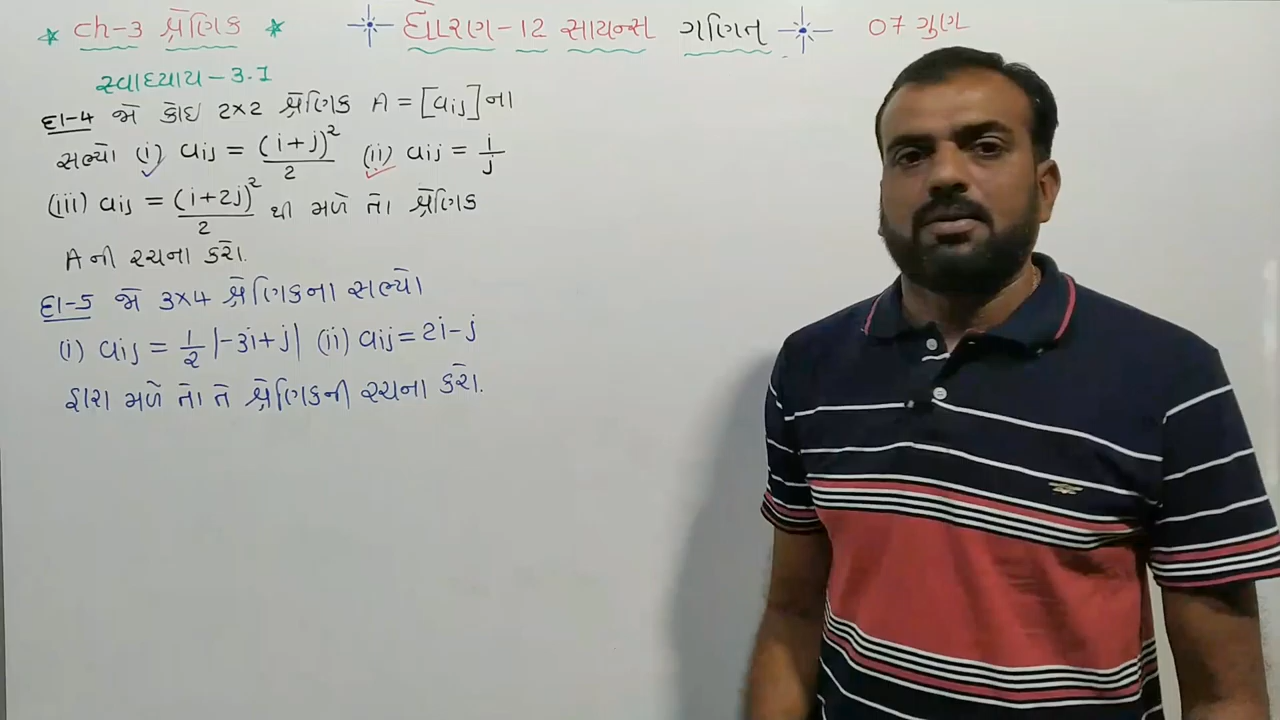 * ch-3 શ્રેણિક * ધોરણ-12 સાયન્સ ગણિત 07 ગુણ
સ્વાધ્યાય - 3.1
દા-4 જો કોઇ 2×2 શ્રેણિક A = [aij] ના
સભ્યો (i) aij = (i+j)²/2 (ii) aij = i/j
(iii) aij = (i+2j)²/2 થી મળે તો શ્રેણિક
A ની રચના કરો.
દા-5 જો 3×4 શ્રેણિકના સભ્યો
(i) aij = 1/2 |-3i+j| (ii) aij = 2i-j
દ્વારા મળે તો તે શ્રેણિકની રચના કરો.